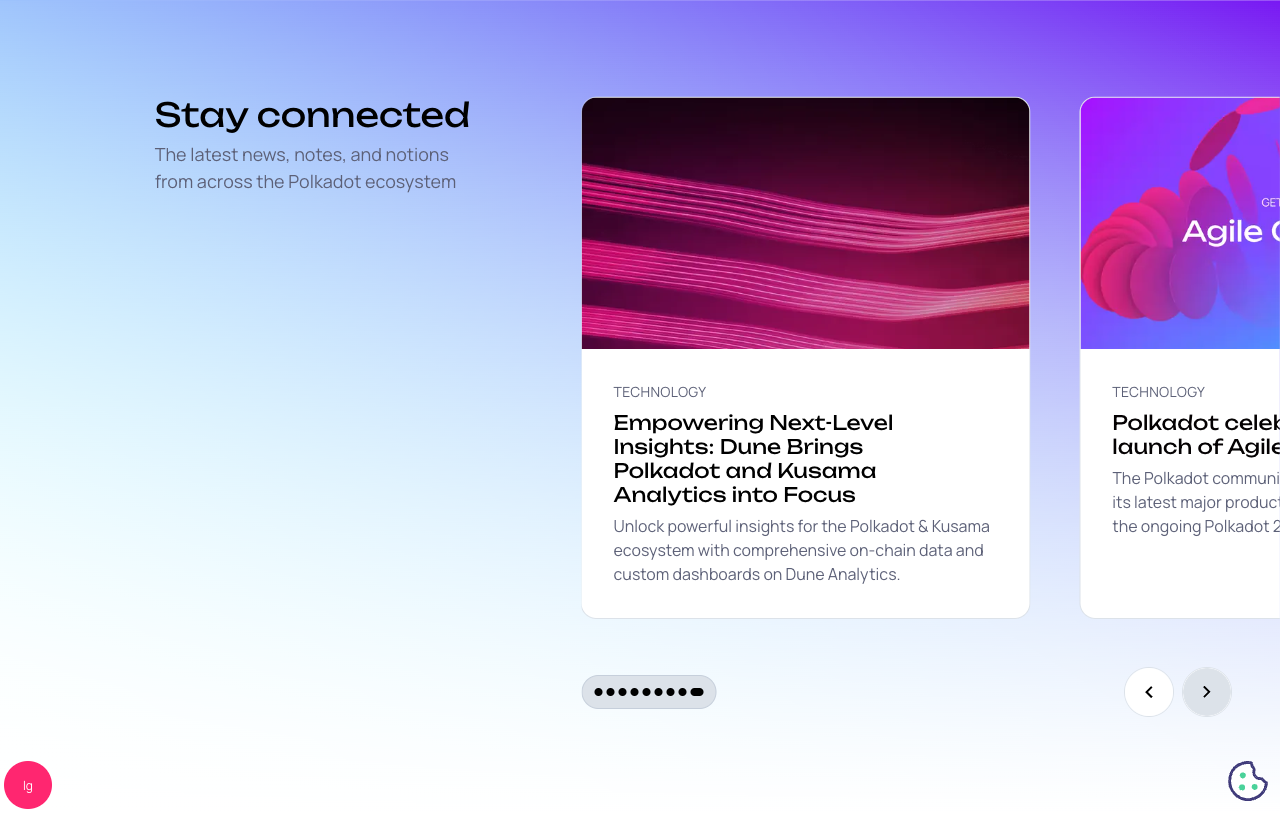 Stay connected
The latest news, notes, and notions
from across the Polkadot ecosystem
TECHNOLOGY
Empowering Next-Level
Insights: Dune Brings
Polkadot and Kusama
Analytics into Focus
Unlock powerful insights for the Polkadot & Kusama
ecosystem with comprehensive on-chain data and
custom dashboards on Dune Analytics.
GET
Agile
TECHNOLOGY
Polkadot
launch of Agile
The Polkadot
its latest major product
the ongoing Polkadot
lg